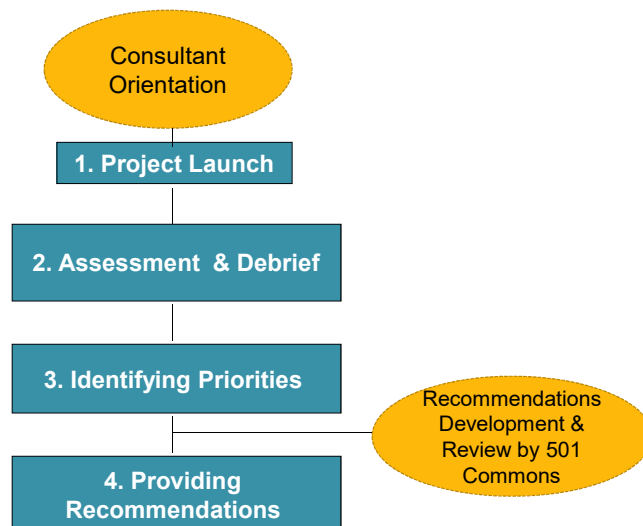 Consultant
Orientation
1. Project Launch
2. Assessment & Debrief
3. Identifying Priorities
Recommendations
Development &
Review by 501
Commons
4. Providing
Recommendations